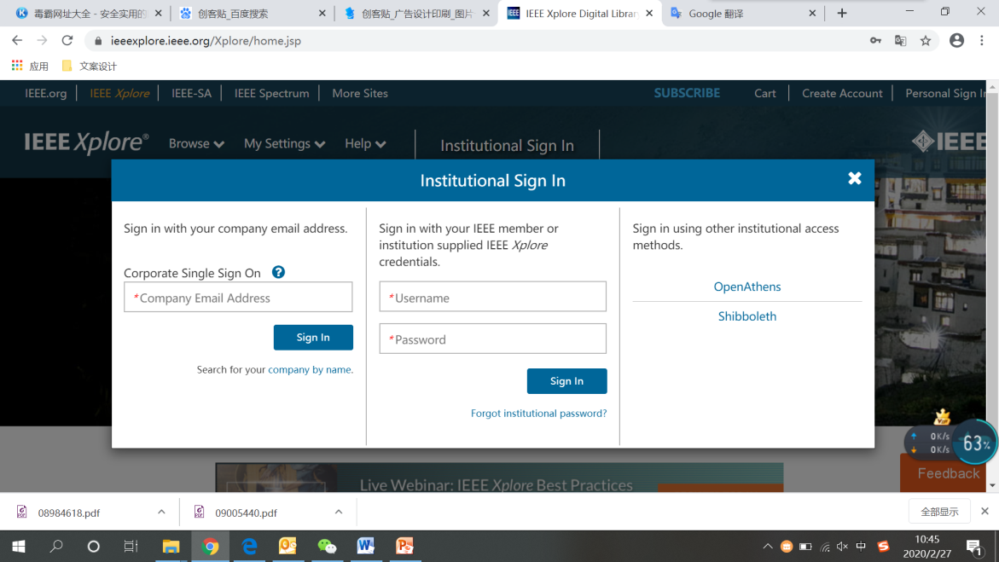 毒霸网址大全 - 安全实用的
创客贴_百度搜索
创客贴_广告设计印刷_图片
IEEE Xplore Digital Librar
Google 翻译
ieeexplore.ieee.org/Xplore/home.jsp
应用
文案设计
IEEE.org
IEEE Xplore
IEEE-SA
IEEE Spectrum
More Sites
SUBSCRIBE
Cart
Create Account
Personal Sign In
IEEE Xplore®
Browse
My Settings
Help
Institutional Sign In
IEEE
Institutional Sign In
Sign in with your company email address.
Corporate Single Sign On ?
*Company Email Address
Sign In
Search for your company by name.
Sign in with your IEEE member or
institution supplied IEEE Xplore
credentials.
*Username
*Password
Sign In
Forgot institutional password?
Sign in using other institutional access
methods.
OpenAthens
Shibboleth
VIP
0K/s
0K/s
63%
Feedback
Live Webinar: IEEE Xplore Best Practices
08984618.pdf
09005440.pdf
全部显示
中
10:45
2020/2/27
1